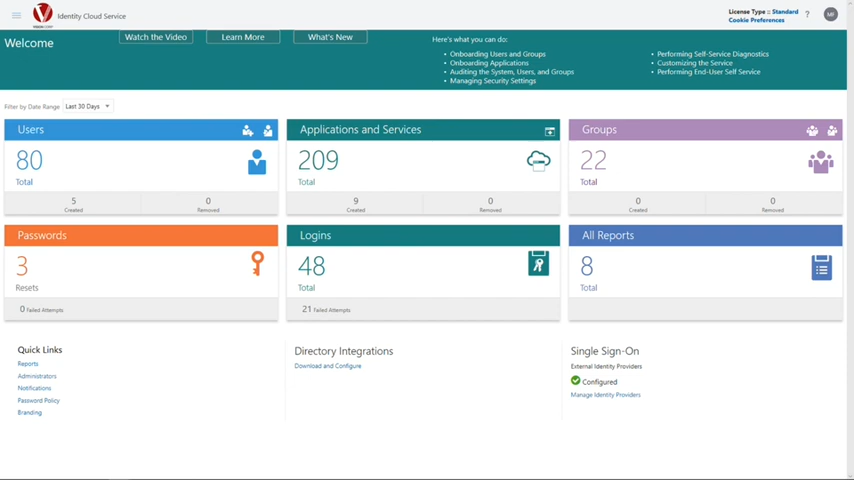 Identity Cloud Service
License Type :: Standard
Cookie Preferences
?
MF
Welcome
Watch the Video
Learn More
What's New
Here's what you can do:
• Onboarding Users and Groups
• Onboarding Applications
• Auditing the System, Users, and Groups
• Managing Security Settings
• Performing Self-Service Diagnostics
• Customizing the Service
• Performing End-User Self Service
Filter by Date Range Last 30 Days
Users
80
Total
5
Created
0
Removed
Applications and Services
209
Total
9
Created
0
Removed
Groups
22
Total
0
Created
0
Removed
Passwords
3
Resets
0 Failed Attempts
Logins
48
Total
21 Failed Attempts
All Reports
8
Total
Quick Links
Reports
Administrators
Notifications
Password Policy
Branding
Directory Integrations
Download and Configure
Single Sign-On
External Identity Providers
Configured
Manage Identity Providers